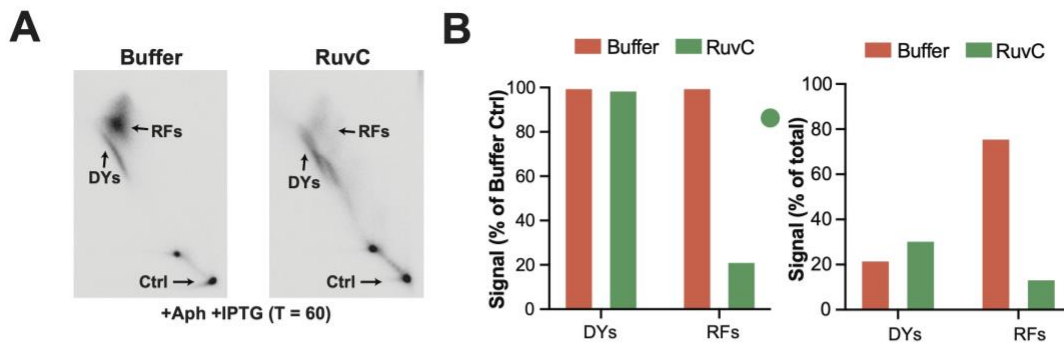 A
Buffer
RuvC
RFs
DYs
Ctrl
RFs
DYs
Ctrl
+Aph +IPTG (T = 60)
B
Buffer RuvC
Signal (% of Buffer Ctrl)
100
80
60
40
20
0
DYs RFs
Buffer RuvC
Signal (% of total)
100
80
60
40
20
0
DYs RFs